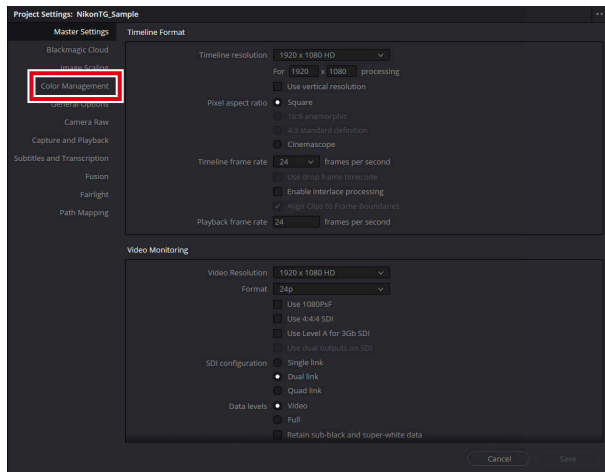 Project Settings: NikonTG_Sample
Master Settings
Blackmagic Cloud
Image Scaling
Color Management
General Options
Camera Raw
Capture and Playback
Subtitles and Transcription
Fusion
Fairlight
Path Mapping
Timeline Format
Timeline resolution 1920 x 1080 HD
For 1920 x 1080 processing
Use vertical resolution
Pixel aspect ratio Square
16:9 anamorphic
4:3 standard definition
Cinemascope
Timeline frame rate 24 frames per second
Use drop frame timecode
Enable interlace processing
Align Clips to Frame Boundaries
Playback frame rate 24 frames per second
Video Monitoring
Video Resolution 1920 x 1080 HD
Format 24p
Use 1080PsF
Use 4:4:4 SDI
Use Level A for 3Gb SDI
Use dual outputs on SDI
SDI configuration Single link
Dual link
Quad link
Data levels Video
Full
Retain sub-black and super-white data
Cancel Save